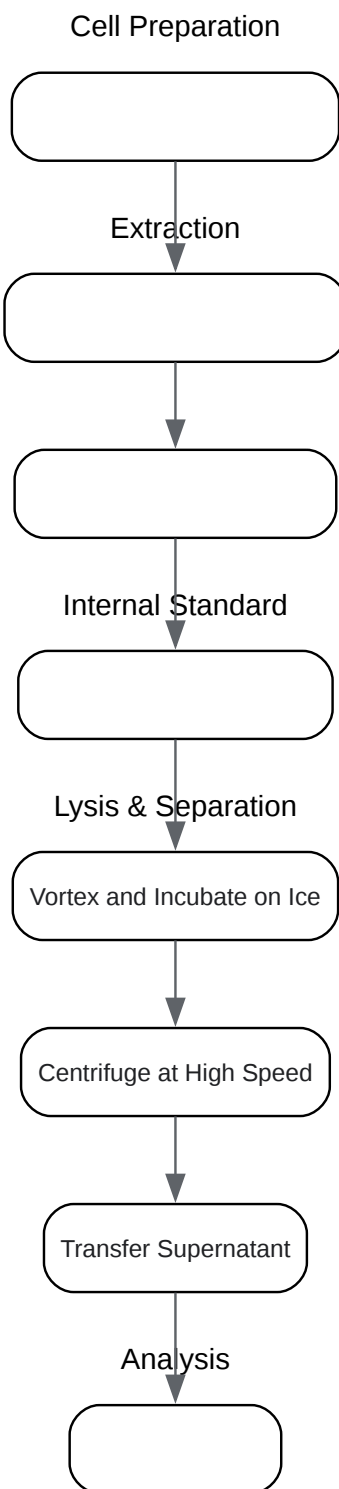 Cell Preparation
Extraction
Internal Standard
Lysis & Separation
Vortex and Incubate on Ice
Centrifuge at High Speed
Transfer Supernatant
Analysis